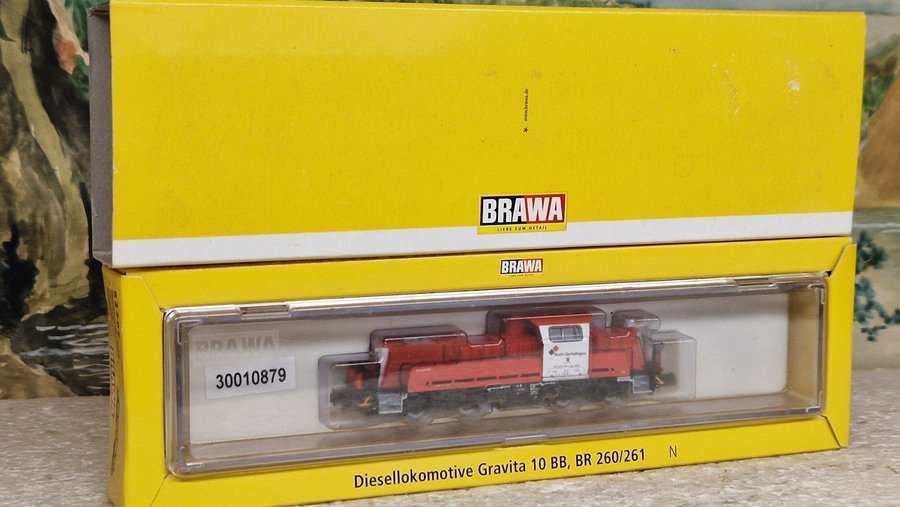 www.brawa.de
BRAWA
LIEBE ZUM DETAIL
BRAWA
BRAWA
30010879
Diesellokomotive Gravita 10 BB, BR 260/261 N